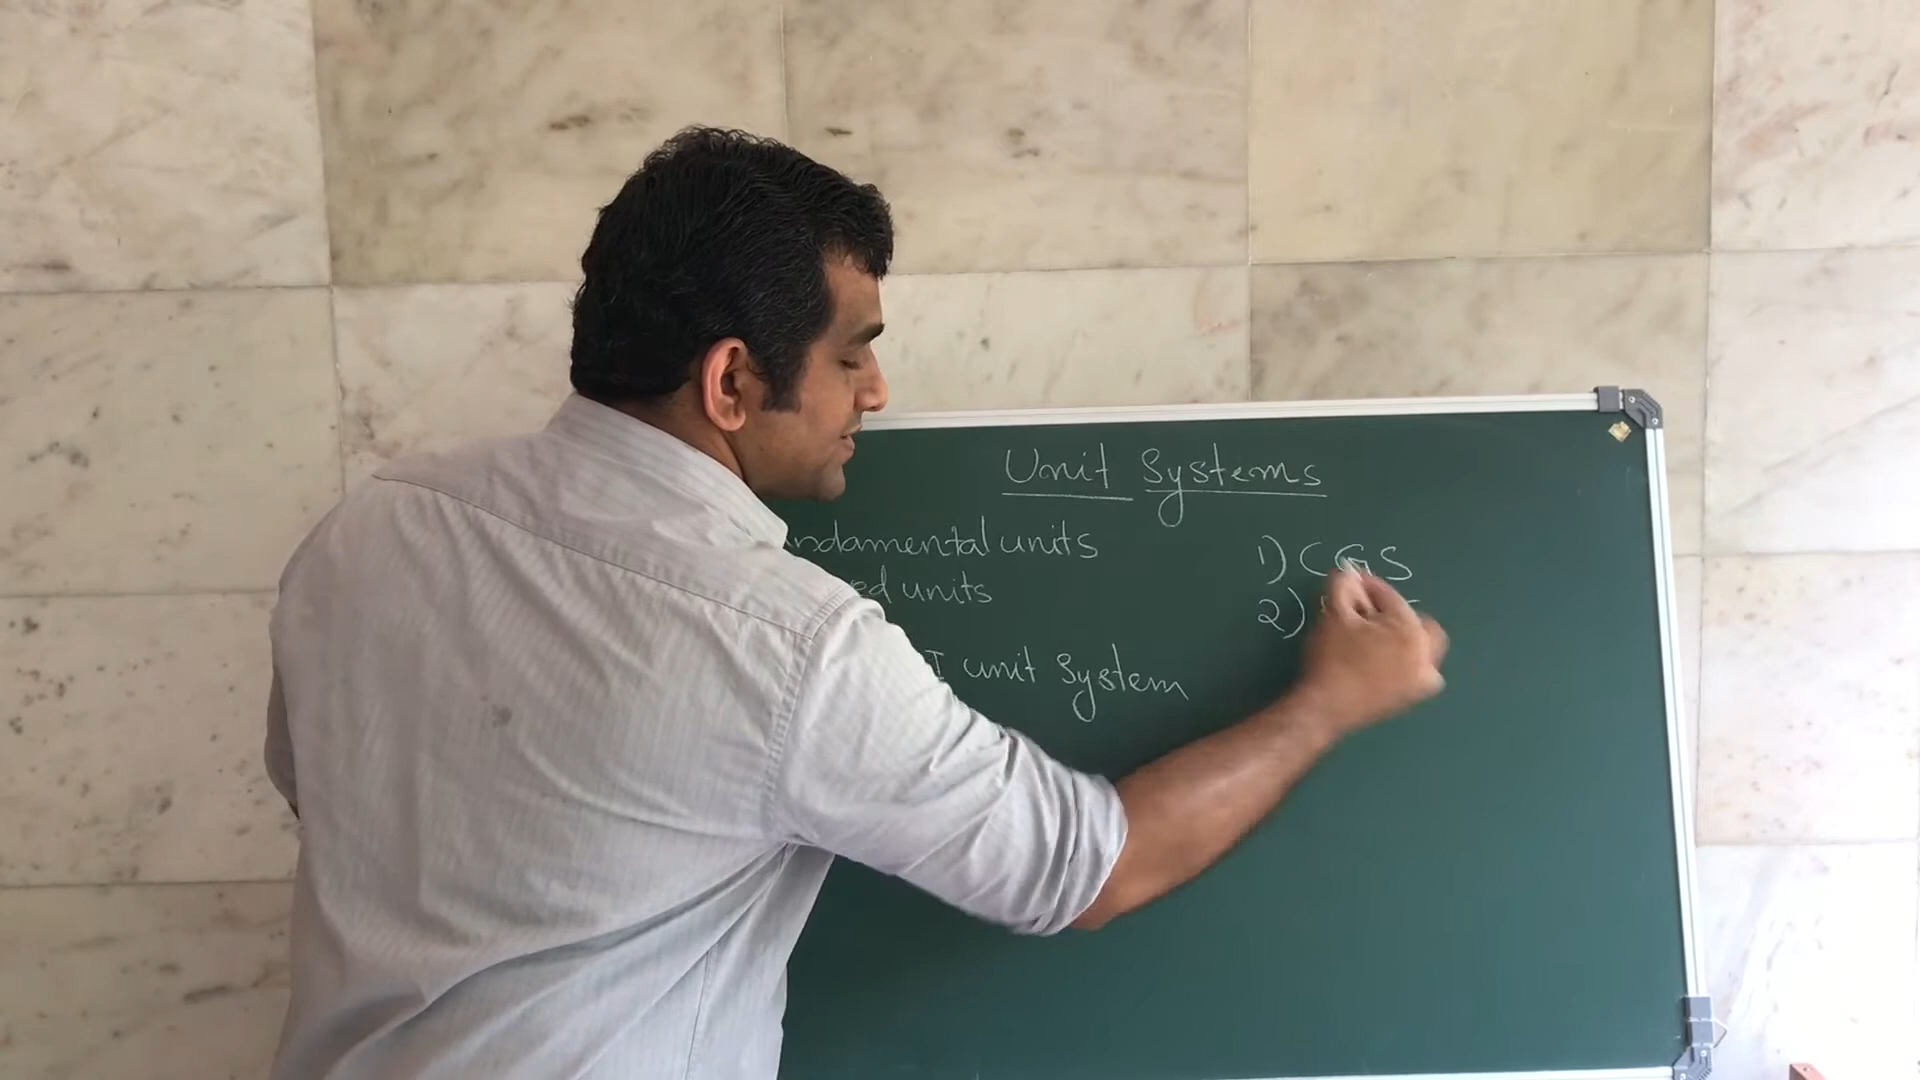 Unit Systems
ndamental units
ed units
I unit System
1) CGS
2)